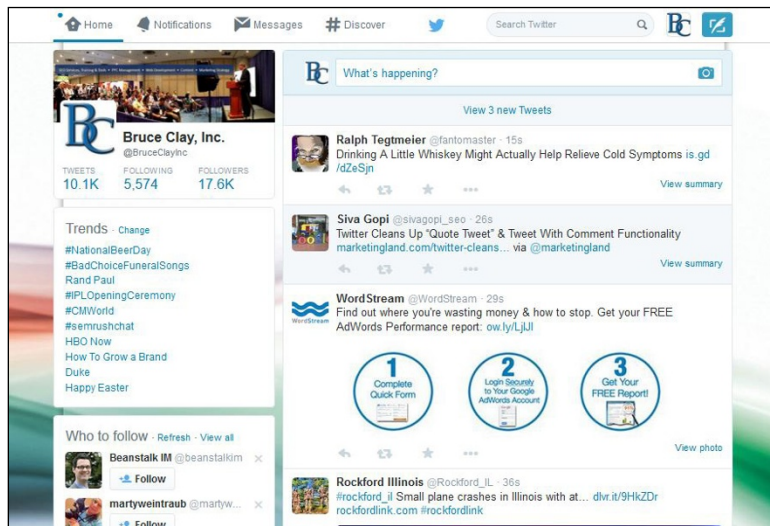 Home Notifications Messages # Discover Search Twitter BC
BC What's happening?
View 3 new Tweets
BC
Bruce Clay, Inc.
@BruceClayInc
TWEETS FOLLOWING FOLLOWERS
10.1K 5,574 17.6K
Trends · Change
#NationalBeerDay
#BadChoiceFuneralSongs
Rand Paul
#IPLOpeningCeremony
#CMWorld
#semrushchat
HBO Now
How To Grow a Brand
Duke
Happy Easter
Who to follow · Refresh · View all
Beanstalk IM @beanstalkim ×
Follow
martyweintraub @martyw... ×
Follow
Ralph Tegtmeier @fantomaster · 15s
Drinking A Little Whiskey Might Actually Help Relieve Cold Symptoms is.gd
/dZeSjn
View summary
Siva Gopi @sivagopi_seo · 26s
Twitter Cleans Up "Quote Tweet" & Tweet With Comment Functionality
marketingland.com/twitter-cleans... via @marketingland
View summary
WordStream @WordStream · 29s
Find out where you're wasting money & how to stop. Get your FREE
AdWords Performance report: ow.ly/LjlJl
WordStream
1
Complete
Quick Form
2
Login Securely
to Your Google
AdWords Account
3
Get Your
FREE Report!
View photo
Rockford Illinois @Rockford_IL · 36s
#rockford_il Small plane crashes in Illinois with at... dlvr.it/9HkZDr
rockfordlink.com #rockfordlink